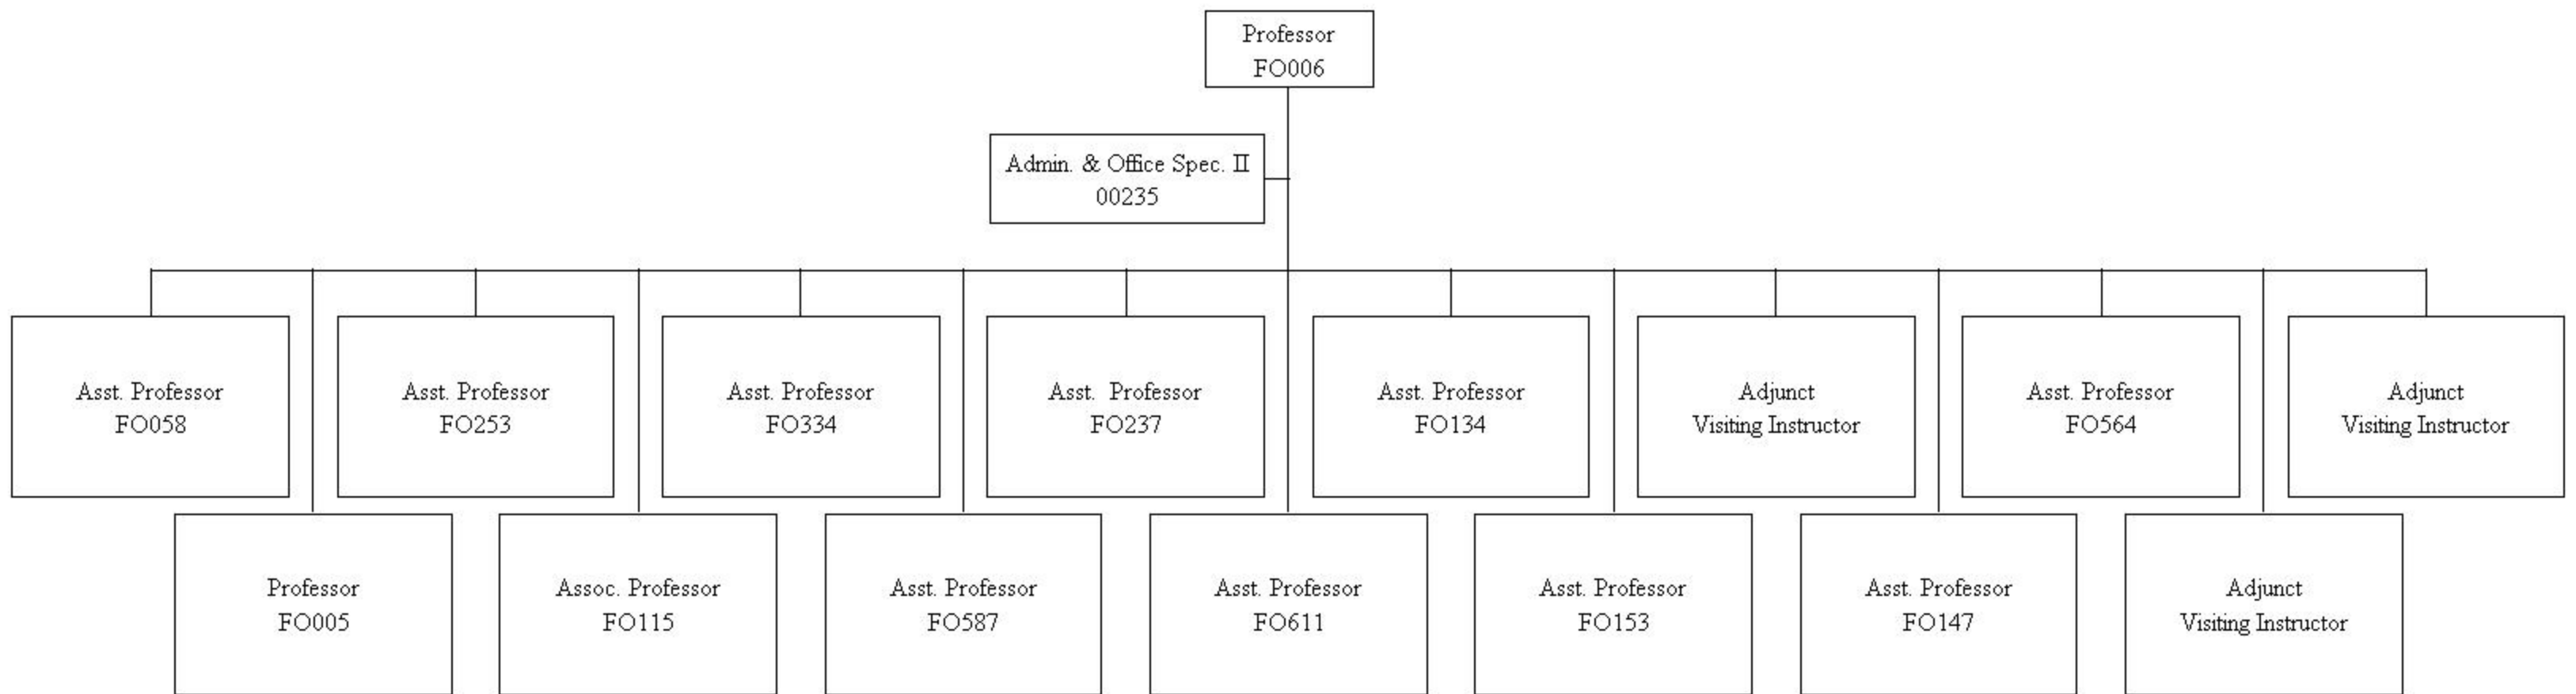 Professor
FO006
Admin. & Office Spec. II
00235
Asst. Professor
FO058
Asst. Professor
FO253
Asst. Professor
FO334
Asst.  Professor
FO237
Asst. Professor
FO134
Adjunct
Visiting Instructor
Asst. Professor
FO564
Adjunct
Visiting Instructor
Professor
FO005
Assoc. Professor
FO115
Asst. Professor
FO587
Asst. Professor
FO611
Asst. Professor
FO153
Asst. Professor
FO147
Adjunct
Visiting Instructor